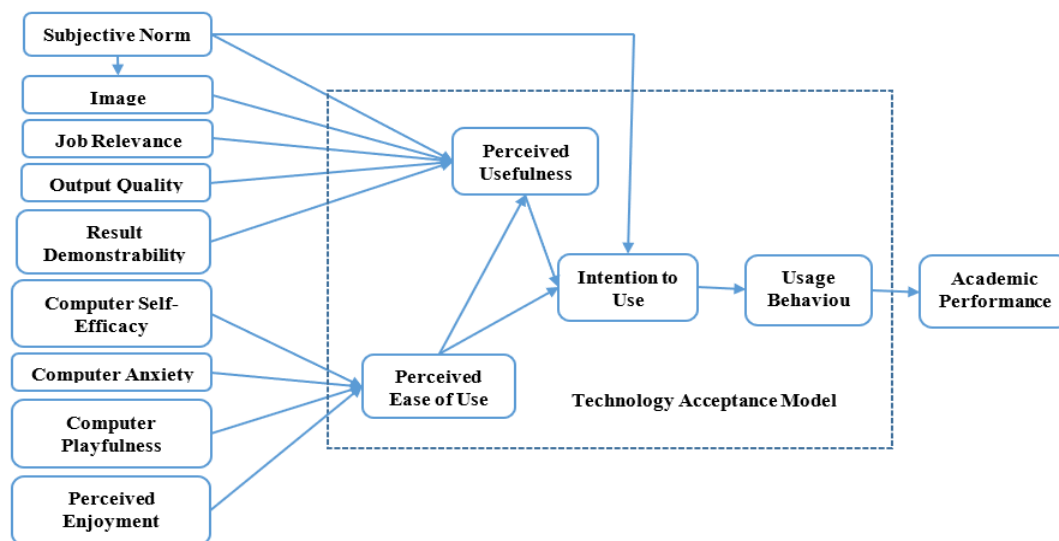 Subjective Norm
Image
Job Relevance
Output Quality
Result
Demonstrability
Computer Self-
Efficacy
Computer Anxiety
Computer
Playfulness
Perceived
Enjoyment
Perceived
Usefulness
Perceived
Ease of Use
Intention to
Use
Usage
Behaviou
Technology Acceptance Model
Academic
Performance